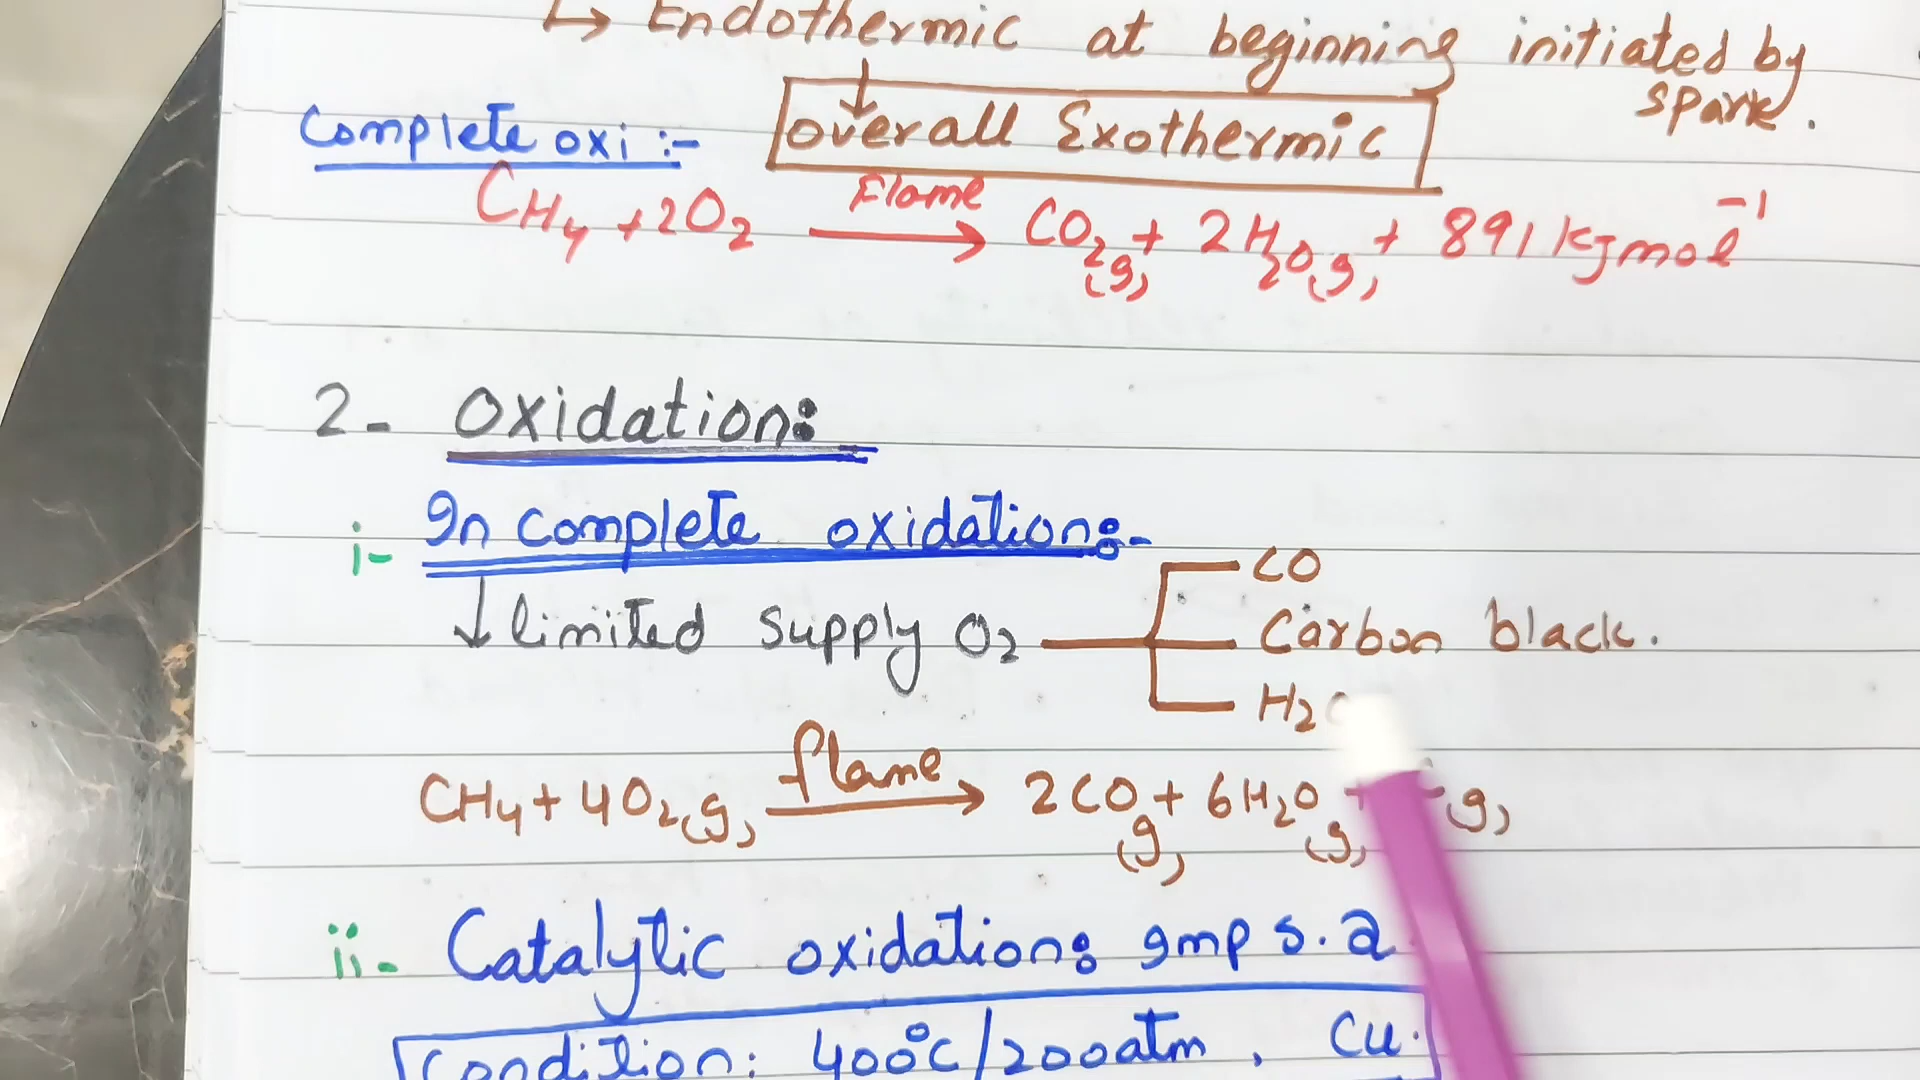 ↳ Endothermic at beginning initiated by spark.
Complete oxi :-
overall Exothermic
CH4 + 2O2 —Flame→ CO2(g) + 2H2O(g) + 891 kJmol⁻¹
2- Oxidation:
i- In complete oxidation:-
↓ limited supply O2
CO
Carbon black.
H2
CH4 + 4O2(g) —flame→ 2CO(g) + 6H2O(g) + (g)
ii- Catalytic oxidation: Imp s.a
Condition: 400°C/200atm, Cu.